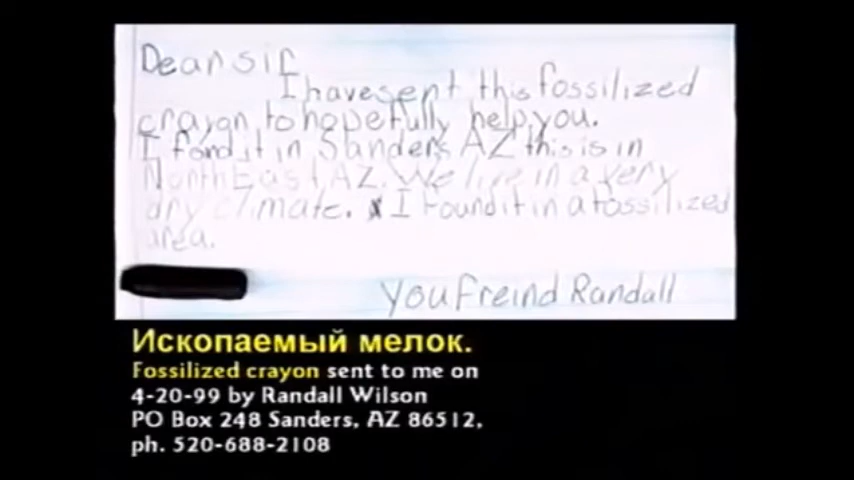 Dear sir
I have sent this fossilized
crayon to hopefully help you.
I fond it in Sanders AZ this is in
NorthEast AZ. We live in a very
dry climate. I found it in a fossilized
area.
you freind Randall
Ископаемый мелок.
Fossilized crayon sent to me on
4-20-99 by Randall Wilson
PO Box 248 Sanders, AZ 86512,
ph. 520-688-2108